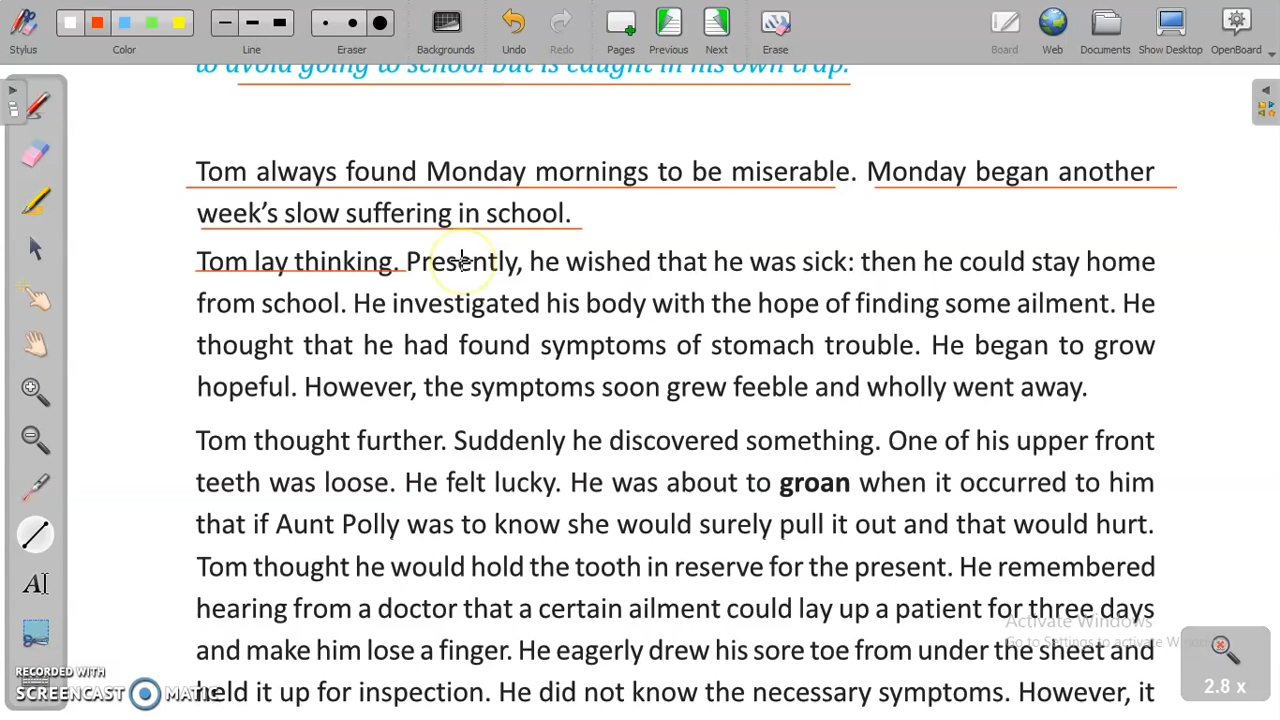 Stylus Color Line Eraser Backgrounds Undo Redo Pages Previous Next Erase Board Web Documents Show Desktop OpenBoard
to avoid going to school but is caught in his own trap.
Tom always found Monday mornings to be miserable. Monday began another
week's slow suffering in school.
Tom lay thinking. Presently, he wished that he was sick: then he could stay home
from school. He investigated his body with the hope of finding some ailment. He
thought that he had found symptoms of stomach trouble. He began to grow
hopeful. However, the symptoms soon grew feeble and wholly went away.
Tom thought further. Suddenly he discovered something. One of his upper front
teeth was loose. He felt lucky. He was about to groan when it occurred to him
that if Aunt Polly was to know she would surely pull it out and that would hurt.
Tom thought he would hold the tooth in reserve for the present. He remembered
hearing from a doctor that a certain ailment could lay up a patient for three days
Activate Windows
Go to Settings to activate Windows.
and make him lose a finger. He eagerly drew his sore toe from under the sheet and
held it up for inspection. He did not know the necessary symptoms. However, it
AI
RECORDED WITH
SCREENCAST MATIC
2.8 x